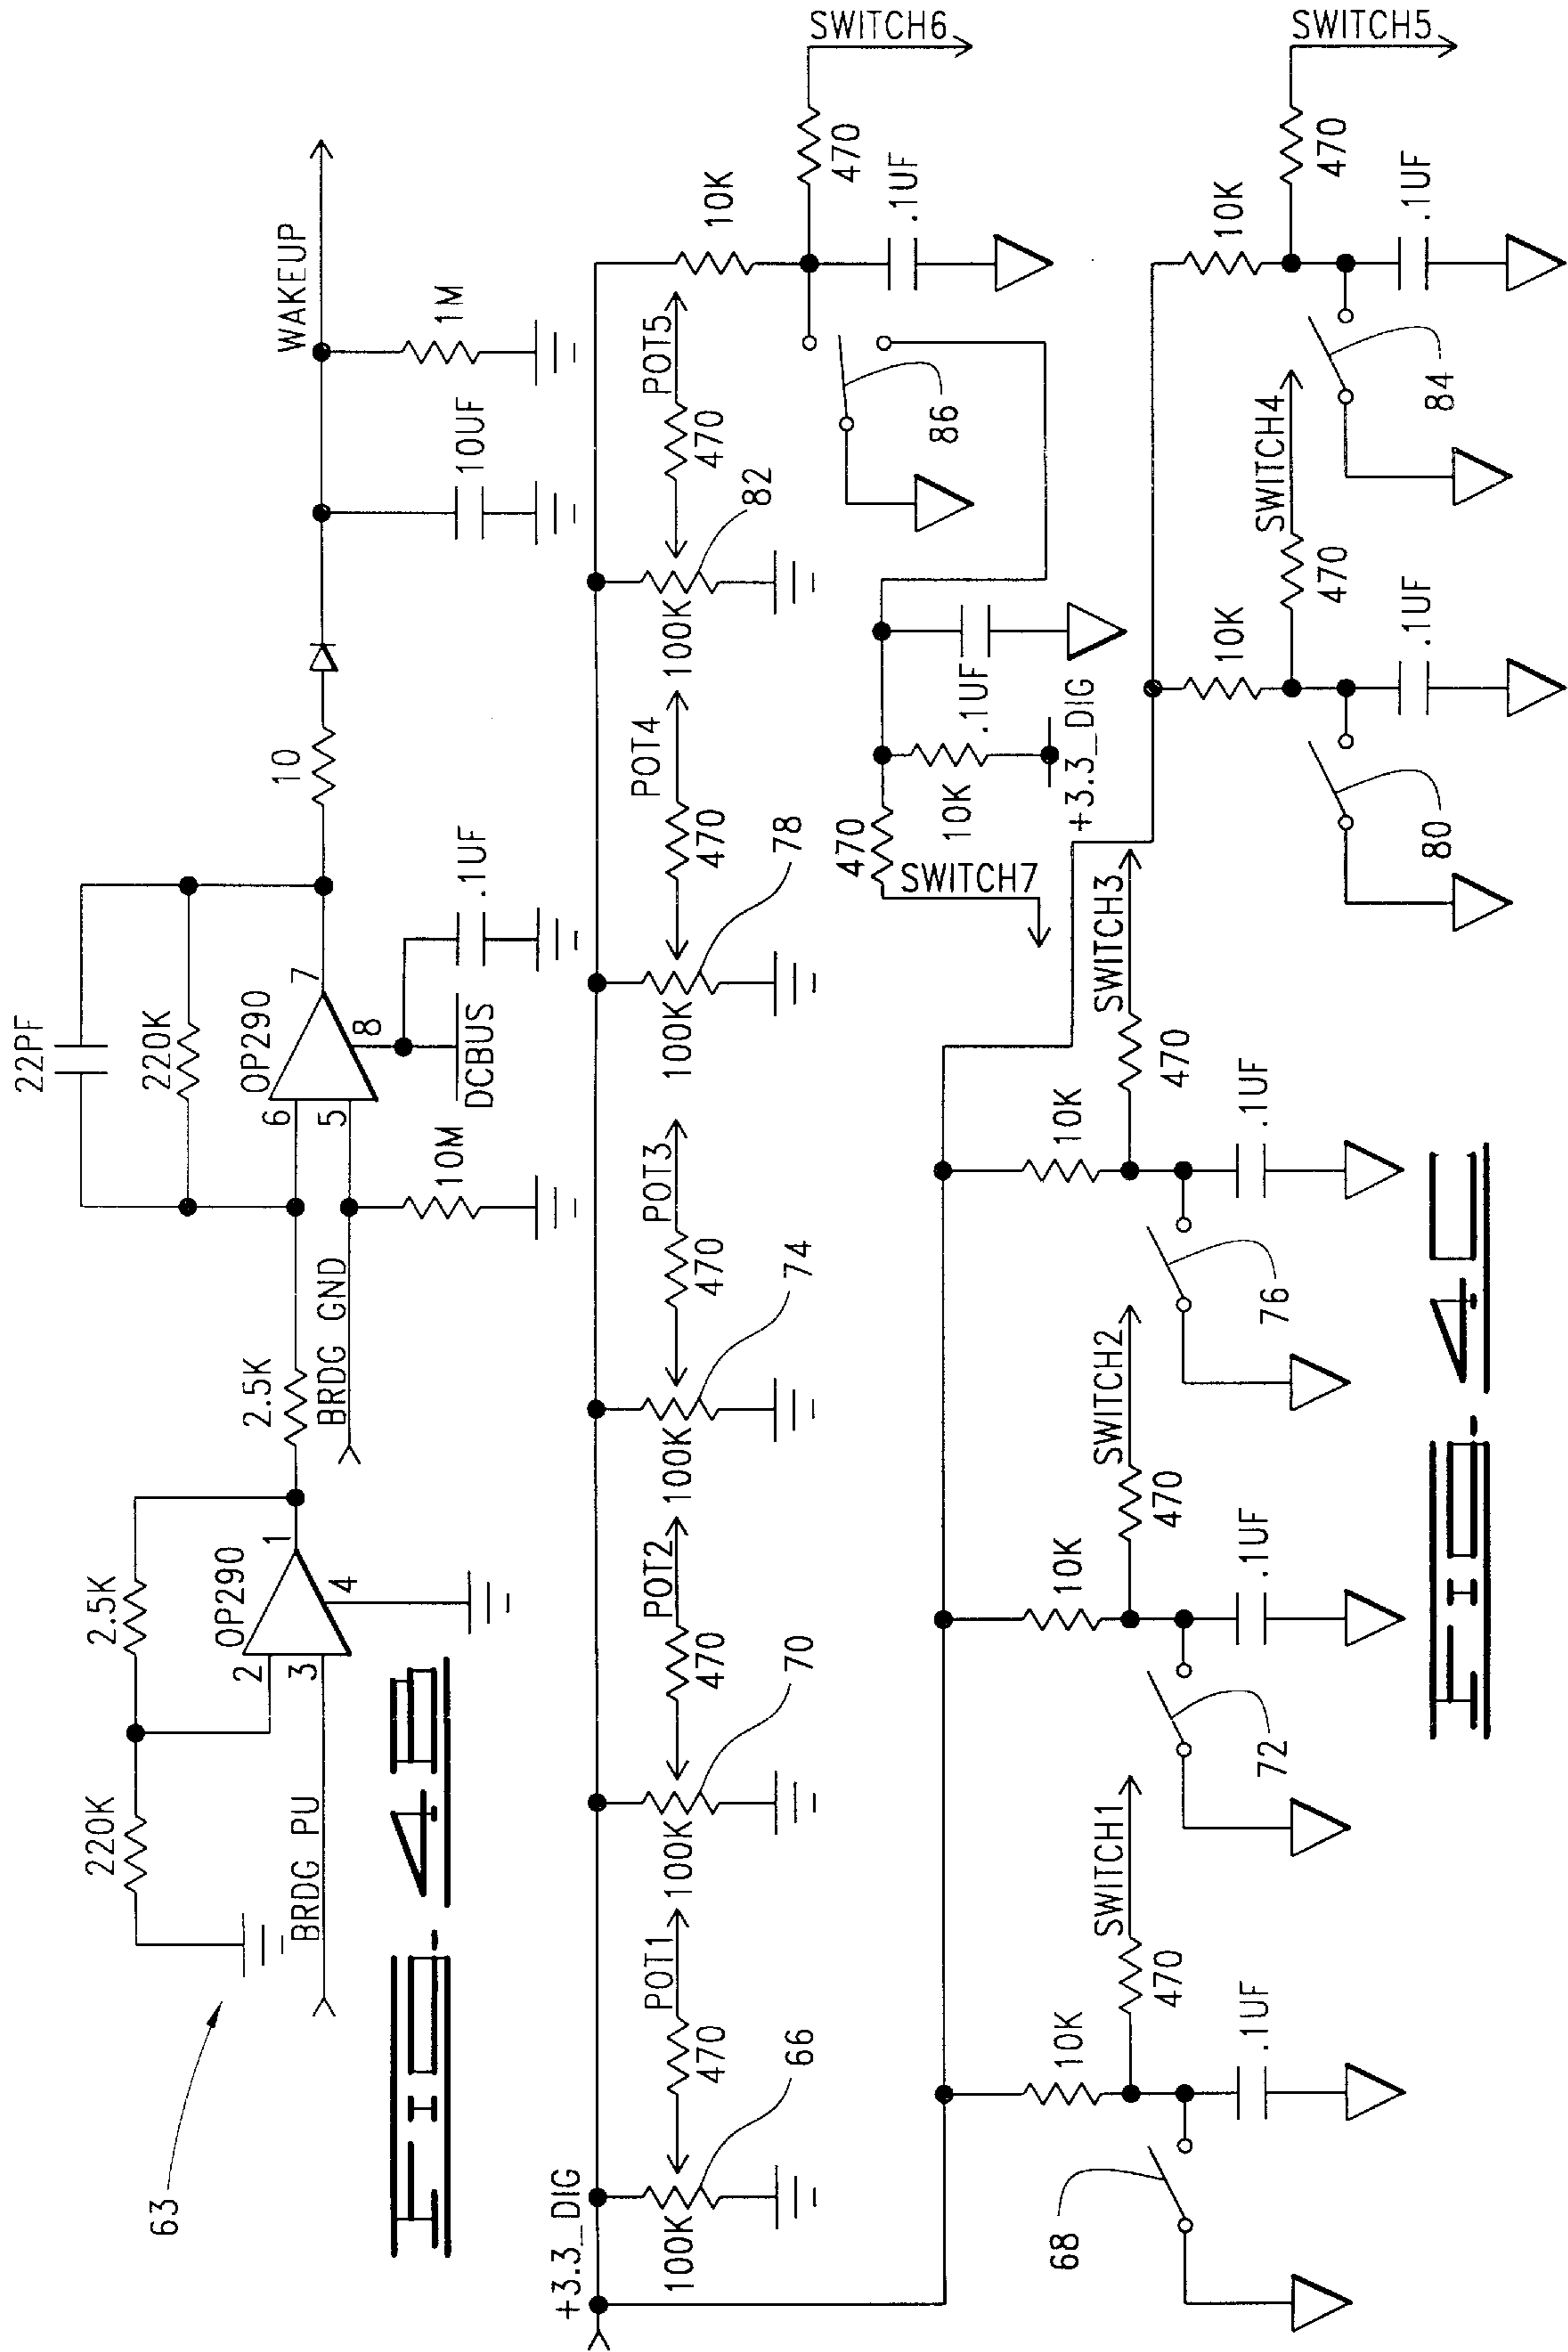 63
220K
2.5K
OP290
2
3
1
4
BRDG PU
2.5K
BRDG GND
22PF
220K
OP290
6
5
7
8
10M
DCBUS
.1UF
10
10UF
1M
WAKEUP
Fig. 4B
+3.3_DIG
100K
66
470
POT1
100K
70
470
POT2
100K
74
470
POT3
100K
78
470
POT4
100K
82
470
POT5
10K
470
SWITCH6
.1UF
86
470
SWITCH7
10K
.1UF
+3.3_DIG
68
10K
470
SWITCH1
.1UF
72
10K
470
SWITCH2
.1UF
76
10K
470
SWITCH3
.1UF
80
10K
470
SWITCH4
.1UF
84
10K
470
SWITCH5
.1UF
Fig. 4D